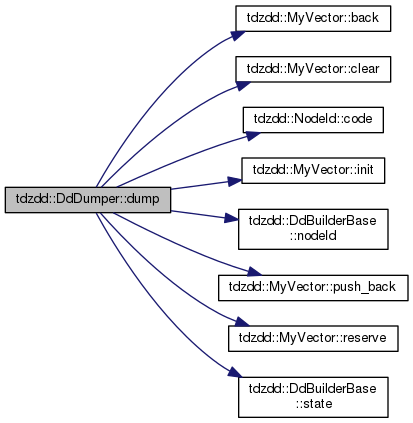 tdzdd::MyVector::back
tdzdd::MyVector::clear
tdzdd::NodeId::code
tdzdd::MyVector::init
tdzdd::DdDumper::dump
tdzdd::DdBuilderBase
::nodeId
tdzdd::MyVector::push_back
tdzdd::MyVector::reserve
tdzdd::DdBuilderBase
::state